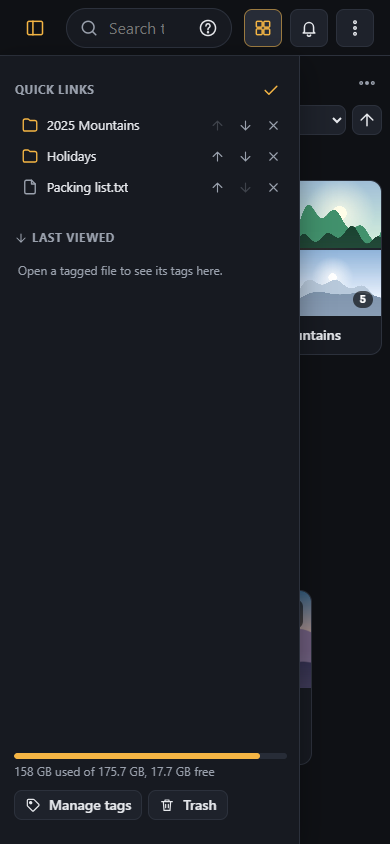 Search t
QUICK LINKS
2025 Mountains
Holidays
Packing list.txt
LAST VIEWED
Open a tagged file to see its tags here.
5
untains
158 GB used of 175.7 GB, 17.7 GB free
Manage tags
Trash